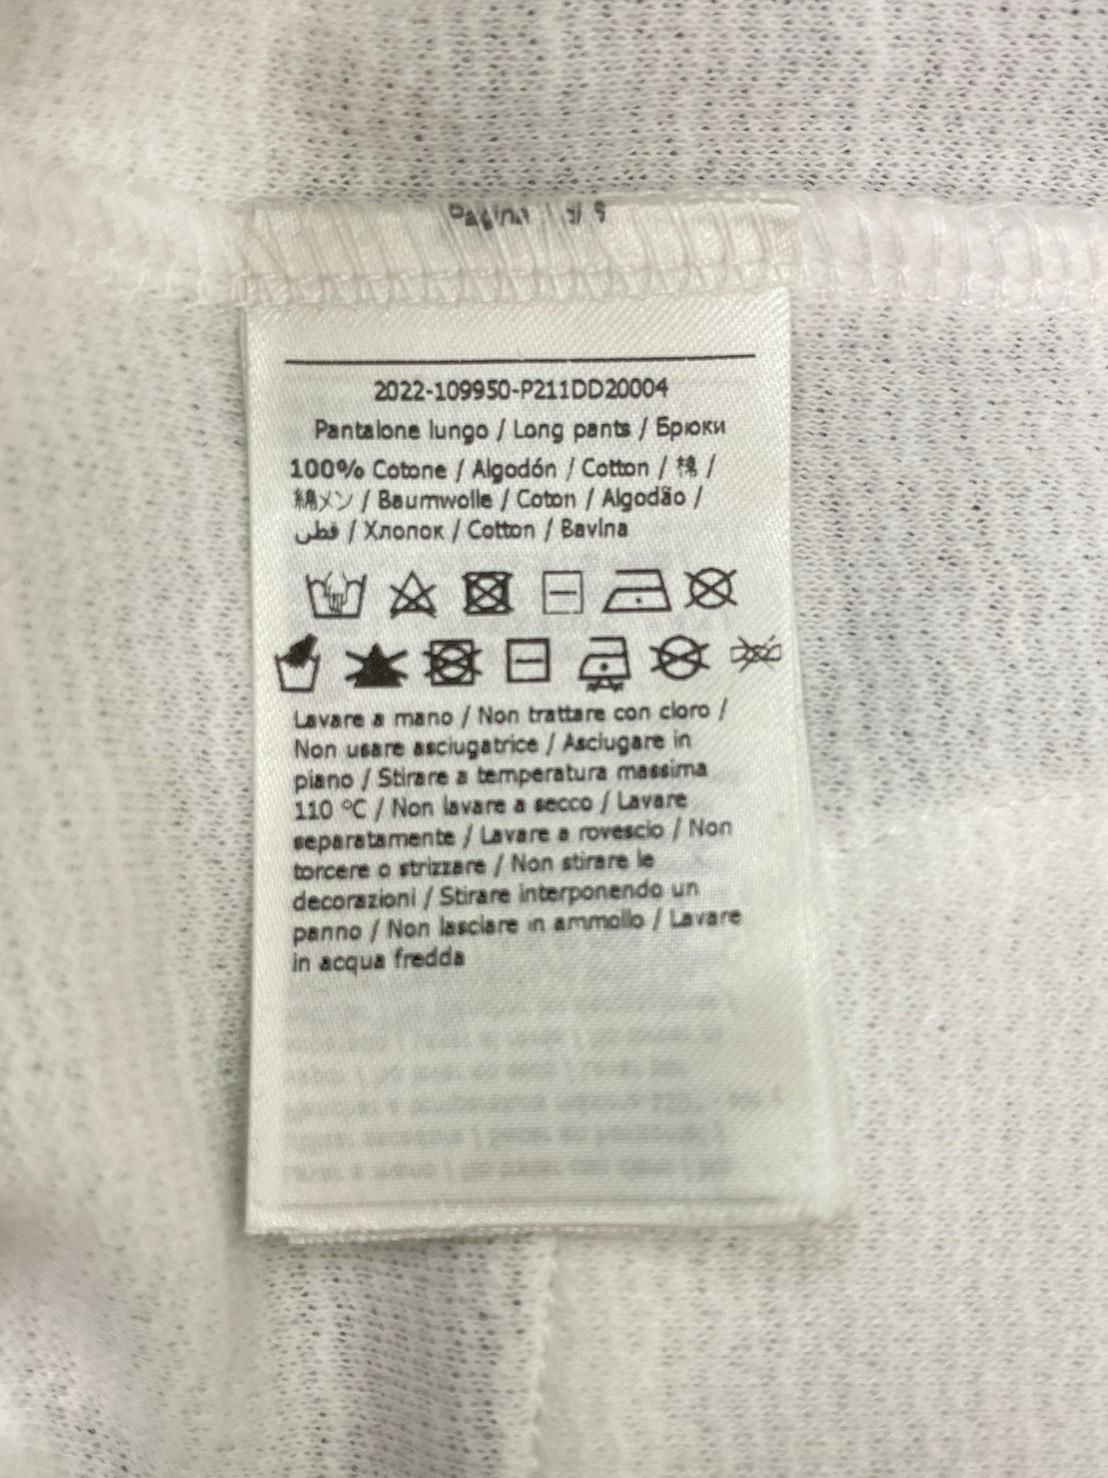 Pagina
2022-109950-P211DD20004
Pantalone lungo / Long pants / Брюки
100% Cotone / Algodón / Cotton / 棉 /
綿メン / Baumwolle / Coton / Algodão /
قطن / Хлопок / Cotton / Bavlna
Lavare a mano / Non trattare con cloro /
Non usare asciugatrice / Asciugare in
piano / Stirare a temperatura massima
110 °C / Non lavare a secco / Lavare
separatamente / Lavare a rovescio / Non
torcere o strizzare / Non stirare le
decorazioni / Stirare interponendo un
panno / Non lasciare in ammollo / Lavare
in acqua fredda